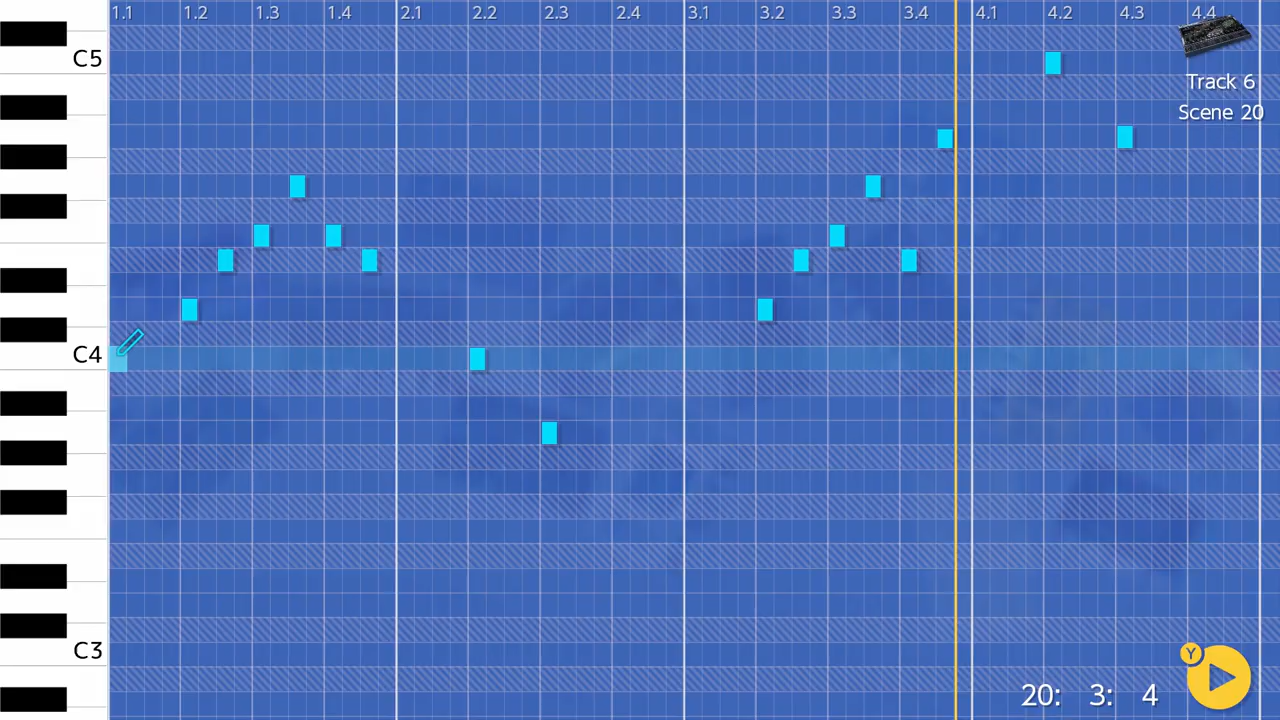 1.1 1.2 1.3 1.4 2.1 2.2 2.3 2.4 3.1 3.2 3.3 3.4 4.1 4.2 4.3 4.4
C5
Track 6
Scene 20
C4
C3
Y
20: 3: 4